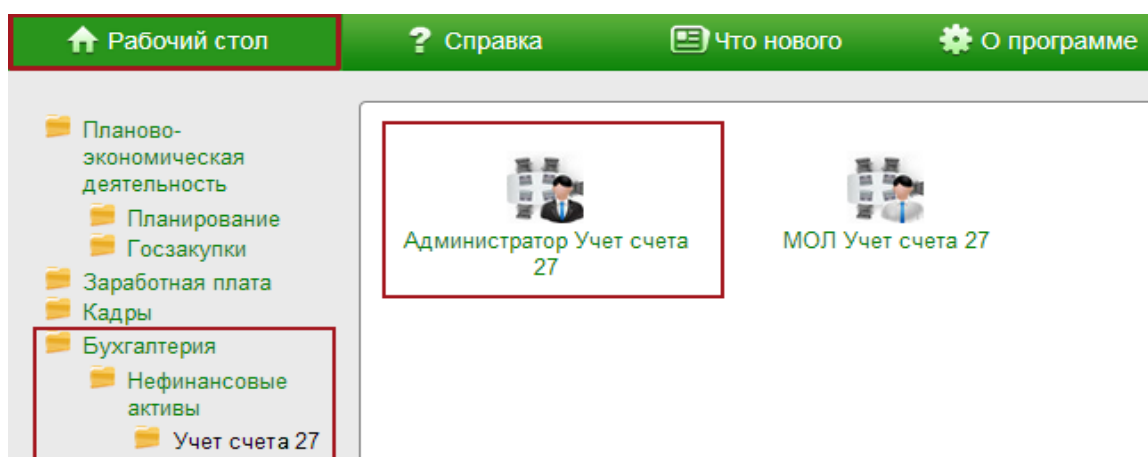 Рабочий стол
? Справка
Что нового
О программе
Планово-
экономическая
деятельность
Планирование
Госзакупки
Заработная плата
Кадры
Бухгалтерия
Нефинансовые
активы
Учет счета 27
Администратор Учет счета
27
МОЛ Учет счета 27